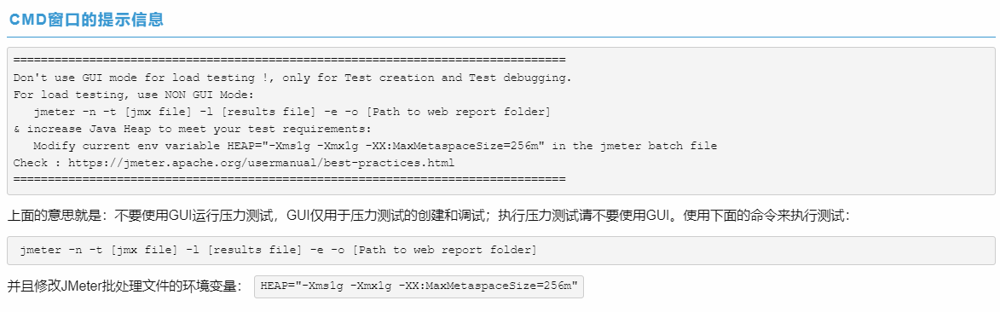 CMD窗口的提示信息
================================================================================
Don't use GUI mode for load testing !, only for Test creation and Test debugging.
For load testing, use NON GUI Mode:
   jmeter -n -t [jmx file] -l [results file] -e -o [Path to web report folder]
& increase Java Heap to meet your test requirements:
   Modify current env variable HEAP="-Xms1g -Xmx1g -XX:MaxMetaspaceSize=256m" in the jmeter batch file
Check : https://jmeter.apache.org/usermanual/best-practices.html
================================================================================
上面的意思就是：不要使用GUI运行压力测试，GUI仅用于压力测试的创建和调试；执行压力测试请不要使用GUI。使用下面的命令来执行测试：
 jmeter -n -t [jmx file] -l [results file] -e -o [Path to web report folder]
并且修改JMeter批处理文件的环境变量： HEAP="-Xms1g -Xmx1g -XX:MaxMetaspaceSize=256m"